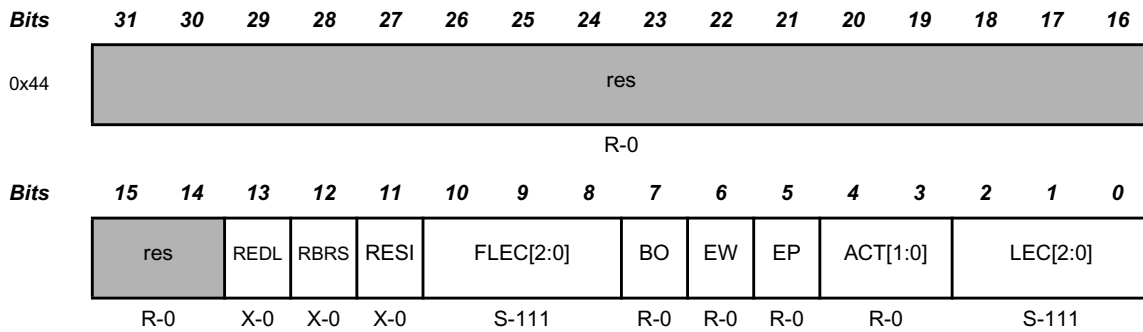 Bits 31 30 29 28 27 26 25 24 23 22 21 20 19 18 17 16
0x44 res
R-0
Bits 15 14 13 12 11 10 9 8 7 6 5 4 3 2 1 0
res REDL RBRS RESI FLEC[2:0] BO EW EP ACT[1:0] LEC[2:0]
R-0 X-0 X-0 X-0 S-111 R-0 R-0 R-0 R-0 S-111